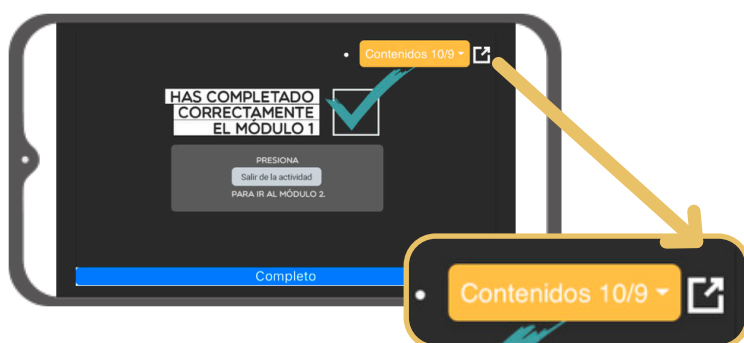 Contenidos 10/9
HAS COMPLETADO
CORRECTAMENTE
EL MÓDULO 1
PRESIONA
Salir de la actividad
PARA IR AL MÓDULO 2.
Completo
Contenidos 10/9